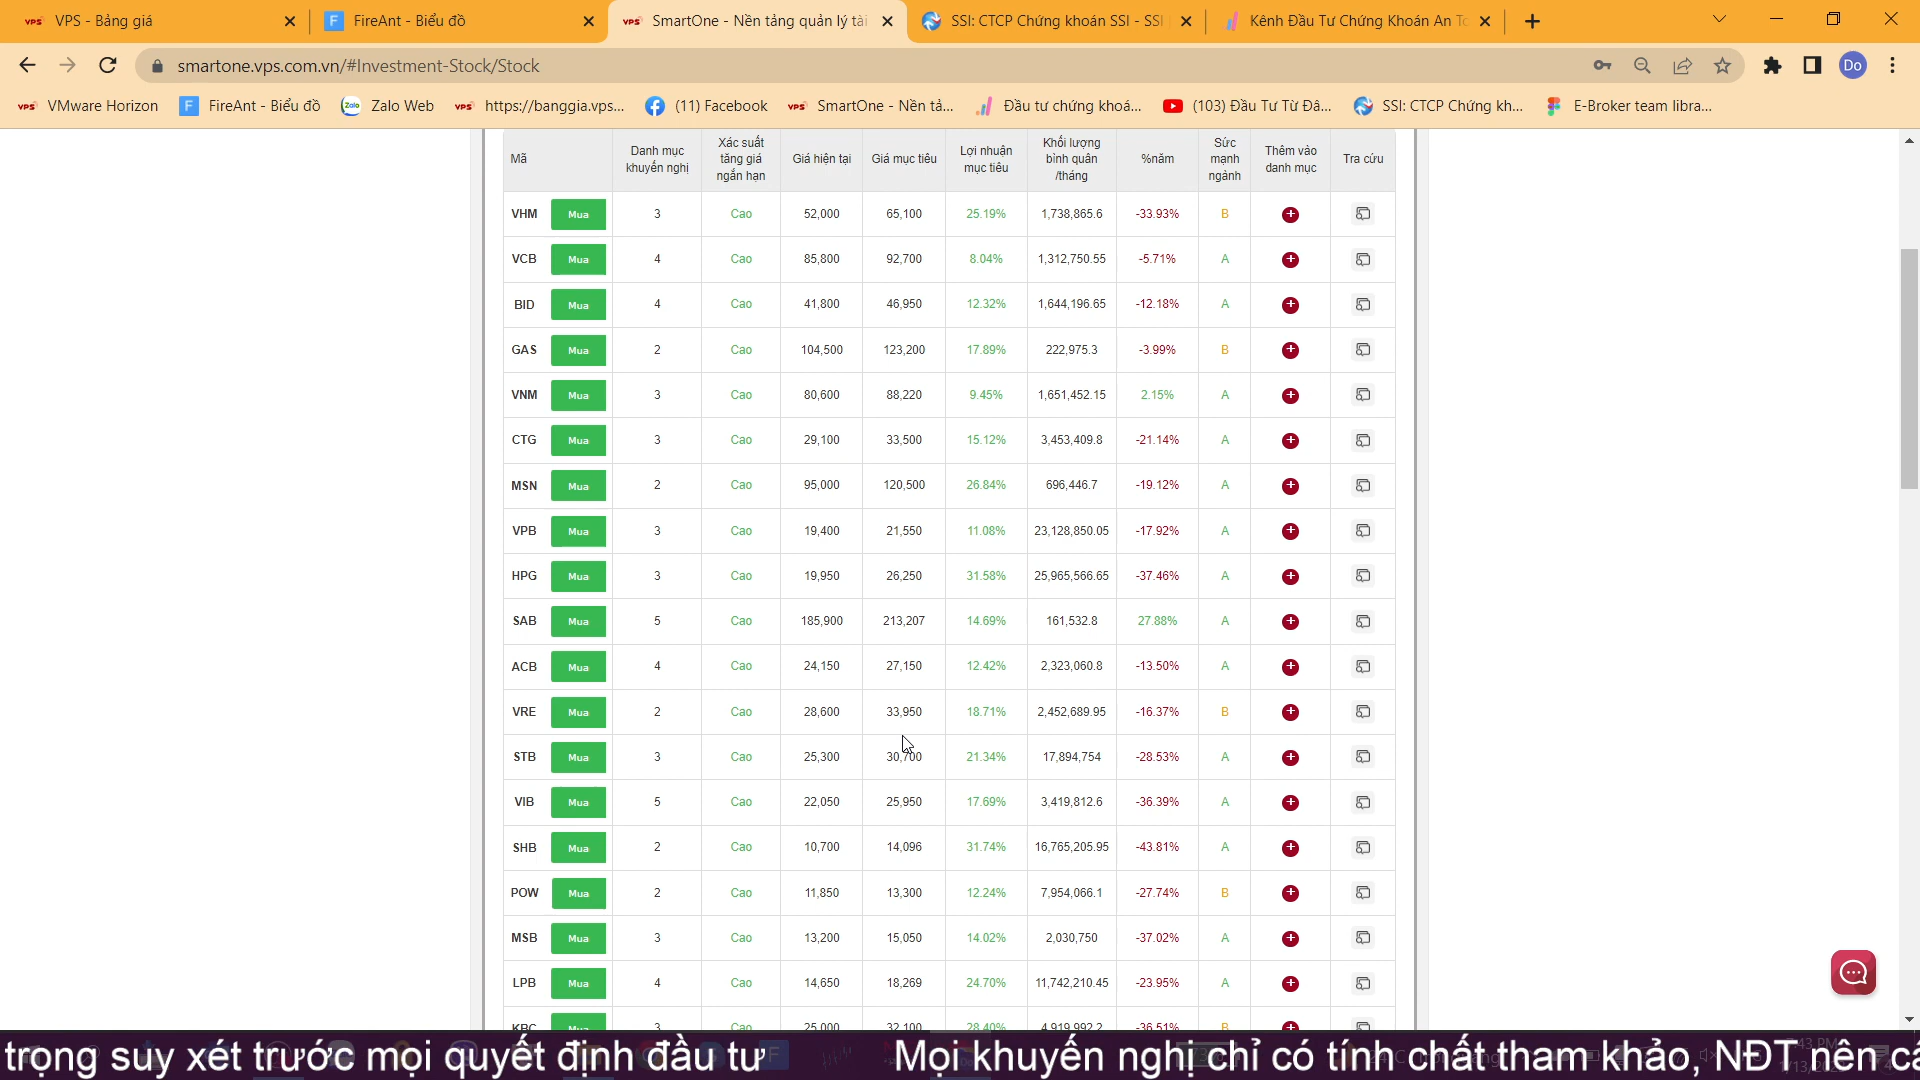 VPS - Bảng giá
FireAnt - Biểu đồ
SmartOne - Nền tảng quản lý tài
SSI: CTCP Chứng khoán SSI - SSI
Kênh Đầu Tư Chứng Khoán An To
smartone.vps.com.vn/#Investment-Stock/Stock
Do
VMware Horizon
FireAnt - Biểu đồ
Zalo Web
https://banggia.vps...
(11) Facebook
SmartOne - Nền tả...
Đầu tư chứng khoá...
(103) Đầu Tư Từ Đâ...
SSI: CTCP Chứng kh...
E-Broker team libra...
Mã
Danh mục khuyến nghị
Xác suất tăng giá ngắn hạn
Giá hiện tại
Giá mục tiêu
Lợi nhuận mục tiêu
Khối lượng bình quân /tháng
%năm
Sức mạnh ngành
Thêm vào danh mục
Tra cứu
VHM Mua 3 Cao 52,000 65,100 25.19% 1,738,865.6 -33.93% B
VCB Mua 4 Cao 85,800 92,700 8.04% 1,312,750.55 -5.71% A
BID Mua 4 Cao 41,800 46,950 12.32% 1,644,196.65 -12.18% A
GAS Mua 2 Cao 104,500 123,200 17.89% 222,975.3 -3.99% B
VNM Mua 3 Cao 80,600 88,220 9.45% 1,651,452.15 2.15% A
CTG Mua 3 Cao 29,100 33,500 15.12% 3,453,409.8 -21.14% A
MSN Mua 2 Cao 95,000 120,500 26.84% 696,446.7 -19.12% A
VPB Mua 3 Cao 19,400 21,550 11.08% 23,128,850.05 -17.92% A
HPG Mua 3 Cao 19,950 26,250 31.58% 25,965,566.65 -37.46% A
SAB Mua 5 Cao 185,900 213,207 14.69% 161,532.8 27.88% A
ACB Mua 4 Cao 24,150 27,150 12.42% 2,323,060.8 -13.50% A
VRE Mua 2 Cao 28,600 33,950 18.71% 2,452,689.95 -16.37% B
STB Mua 3 Cao 25,300 30,700 21.34% 17,894,754 -28.53% A
VIB Mua 5 Cao 22,050 25,950 17.69% 3,419,812.6 -36.39% A
SHB Mua 2 Cao 10,700 14,096 31.74% 16,765,205.95 -43.81% A
POW Mua 2 Cao 11,850 13,300 12.24% 7,954,066.1 -27.74% B
MSB Mua 3 Cao 13,200 15,050 14.02% 2,030,750 -37.02% A
LPB Mua 4 Cao 14,650 18,269 24.70% 11,742,210.45 -23.95% A
KBC Mua 3 Cao 25,000 32,100 28.40% 4,919,992.2 -36.51% B
trọng suy xét trước mọi quyết định đầu tư Mọi khuyến nghị chỉ có tính chất tham khảo, NĐT nên